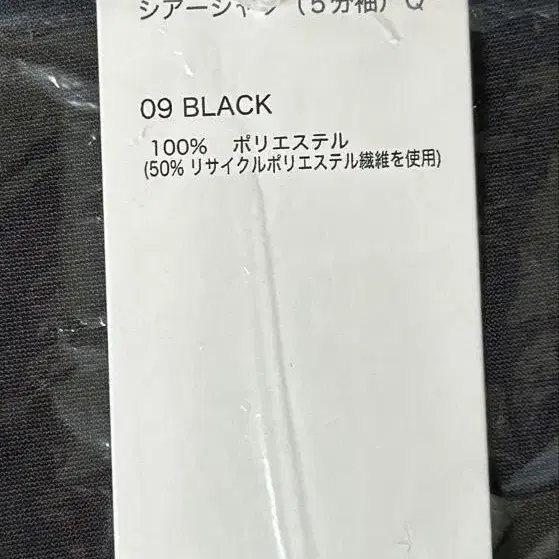 シアーシャツ（5分袖）Q
09 BLACK
100% ポリエステル
(50% リサイクルポリエステル繊維を使用)